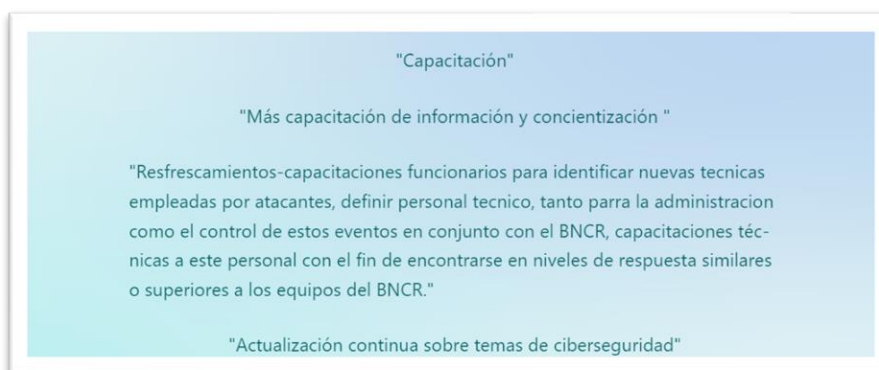 "Capacitación"
"Más capacitación de información y concientización "
"Resfrescamientos-capacitaciones funcionarios para identificar nuevas tecnicas
empleadas por atacantes, definir personal tecnico, tanto parra la administracion
como el control de estos eventos en conjunto con el BNCR, capacitaciones téc-
nicas a este personal con el fin de encontrarse en niveles de respuesta similares
o superiores a los equipos del BNCR."
"Actualización continua sobre temas de ciberseguridad"